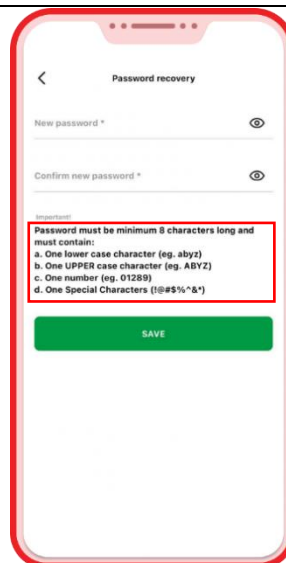 Password recovery
New password *
Confirm new password *
Important!
Password must be minimum 8 characters long and
must contain:
a. One lower case character (eg. abyz)
b. One UPPER case character (eg. ABYZ)
c. One number (eg. 01289)
d. One Special Characters (!@#$%^&*)
SAVE